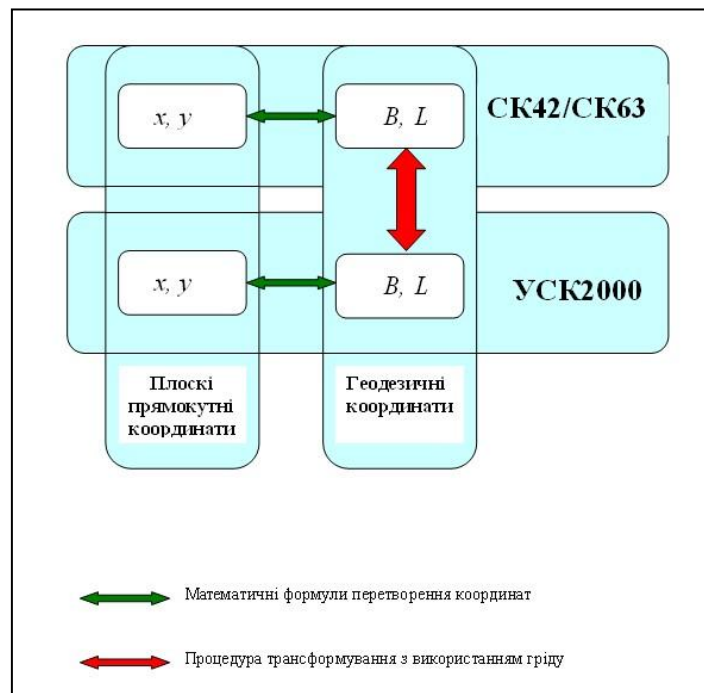 x, y
B, L
СК42/СК63
x, y
B, L
УСК2000
Плоскі
прямокутні
координати
Геодезичні
координати
Математичні формули перетворення координат
Процедура трансформування з використанням гріду